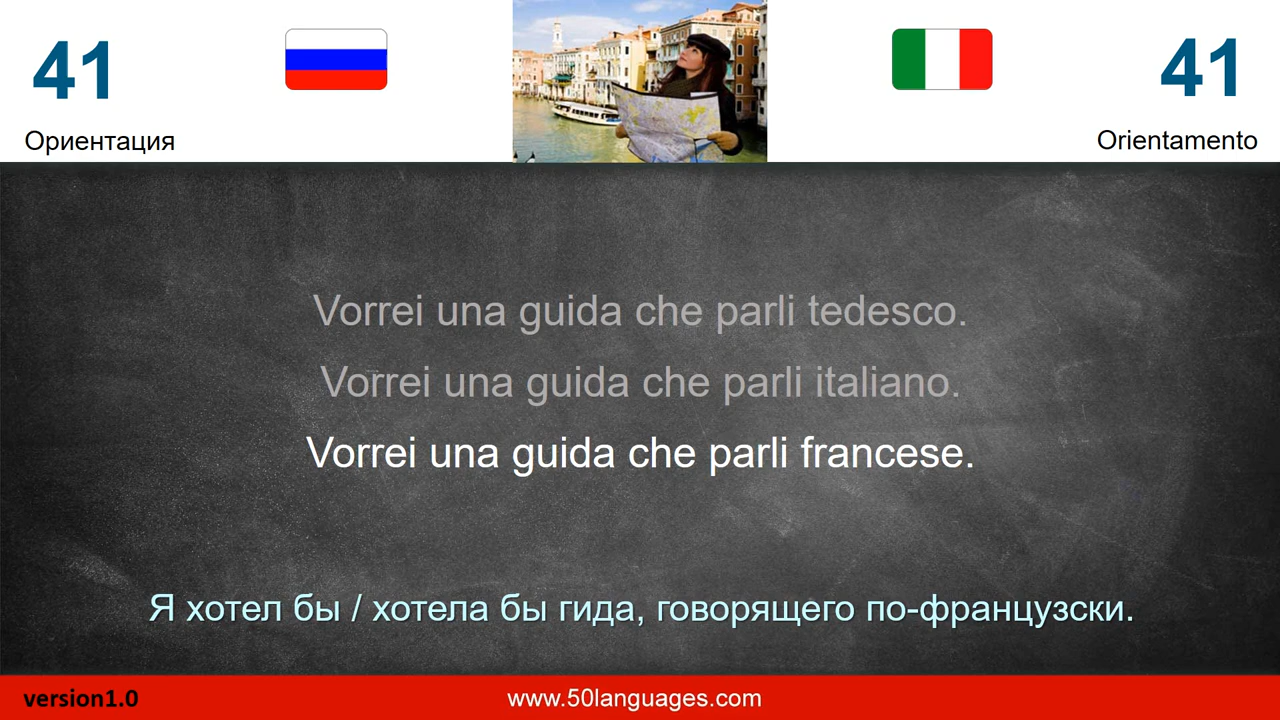 41
41
Ориентация
Orientamento
Vorrei una guida che parli tedesco.
Vorrei una guida che parli italiano.
Vorrei una guida che parli francese.
Я хотел бы / хотела бы гида, говорящего по-французски.
version1.0
www.50languages.com